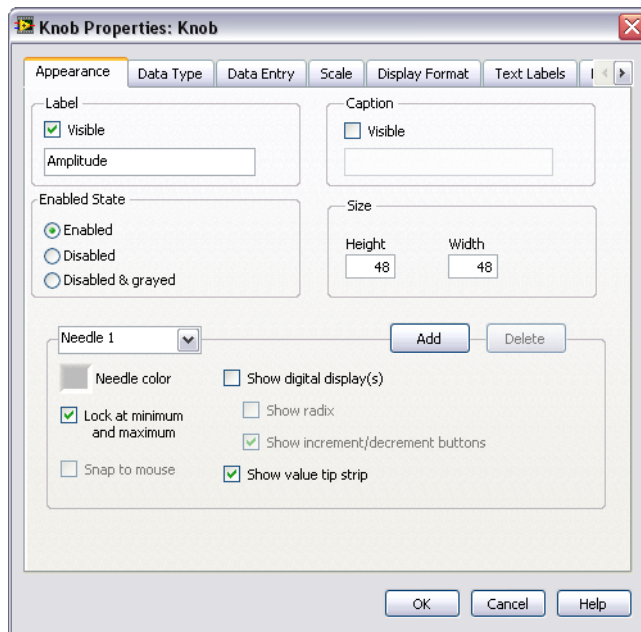 Knob Properties: Knob
Appearance
Data Type
Data Entry
Scale
Display Format
Text Labels
Label
Visible
Amplitude
Caption
Visible
Enabled State
Enabled
Disabled
Disabled & grayed
Size
Height
Width
48
48
Needle 1
Add
Delete
Needle color
Show digital display(s)
Lock at minimum
and maximum
Show radix
Show increment/decrement buttons
Snap to mouse
Show value tip strip
OK
Cancel
Help